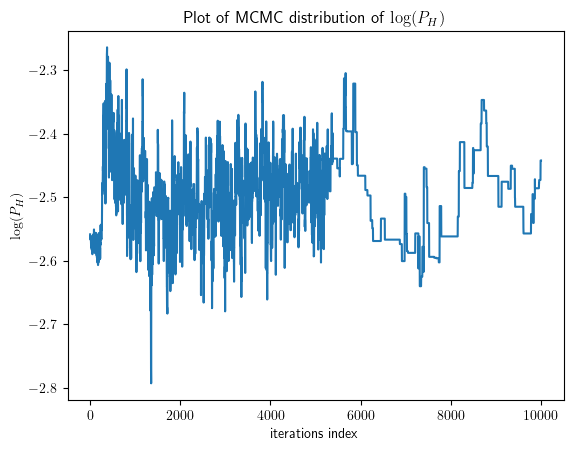 Plot of MCMC distribution of log(P_H)
log(P_H)
−2.3
−2.4
−2.5
−2.6
−2.7
−2.8
0 2000 4000 6000 8000 10000
iterations index